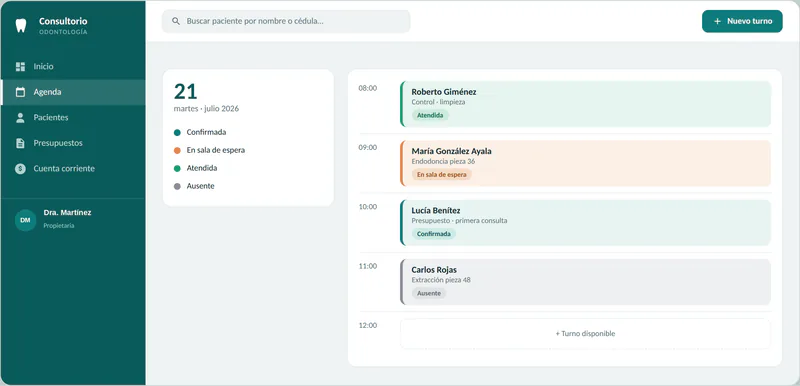 Consultorio
ODONTOLOGÍA
Inicio
Agenda
Pacientes
Presupuestos
Cuenta corriente
DM
Dra. Martínez
Propietaria
Buscar paciente por nombre o cédula...
+ Nuevo turno
21
martes · julio 2026
Confirmada
En sala de espera
Atendida
Ausente
08:00
Roberto Giménez
Control · limpieza
Atendida
09:00
María González Ayala
Endodoncia pieza 36
En sala de espera
10:00
Lucía Benítez
Presupuesto · primera consulta
Confirmada
11:00
Carlos Rojas
Extracción pieza 48
Ausente
12:00
+ Turno disponible